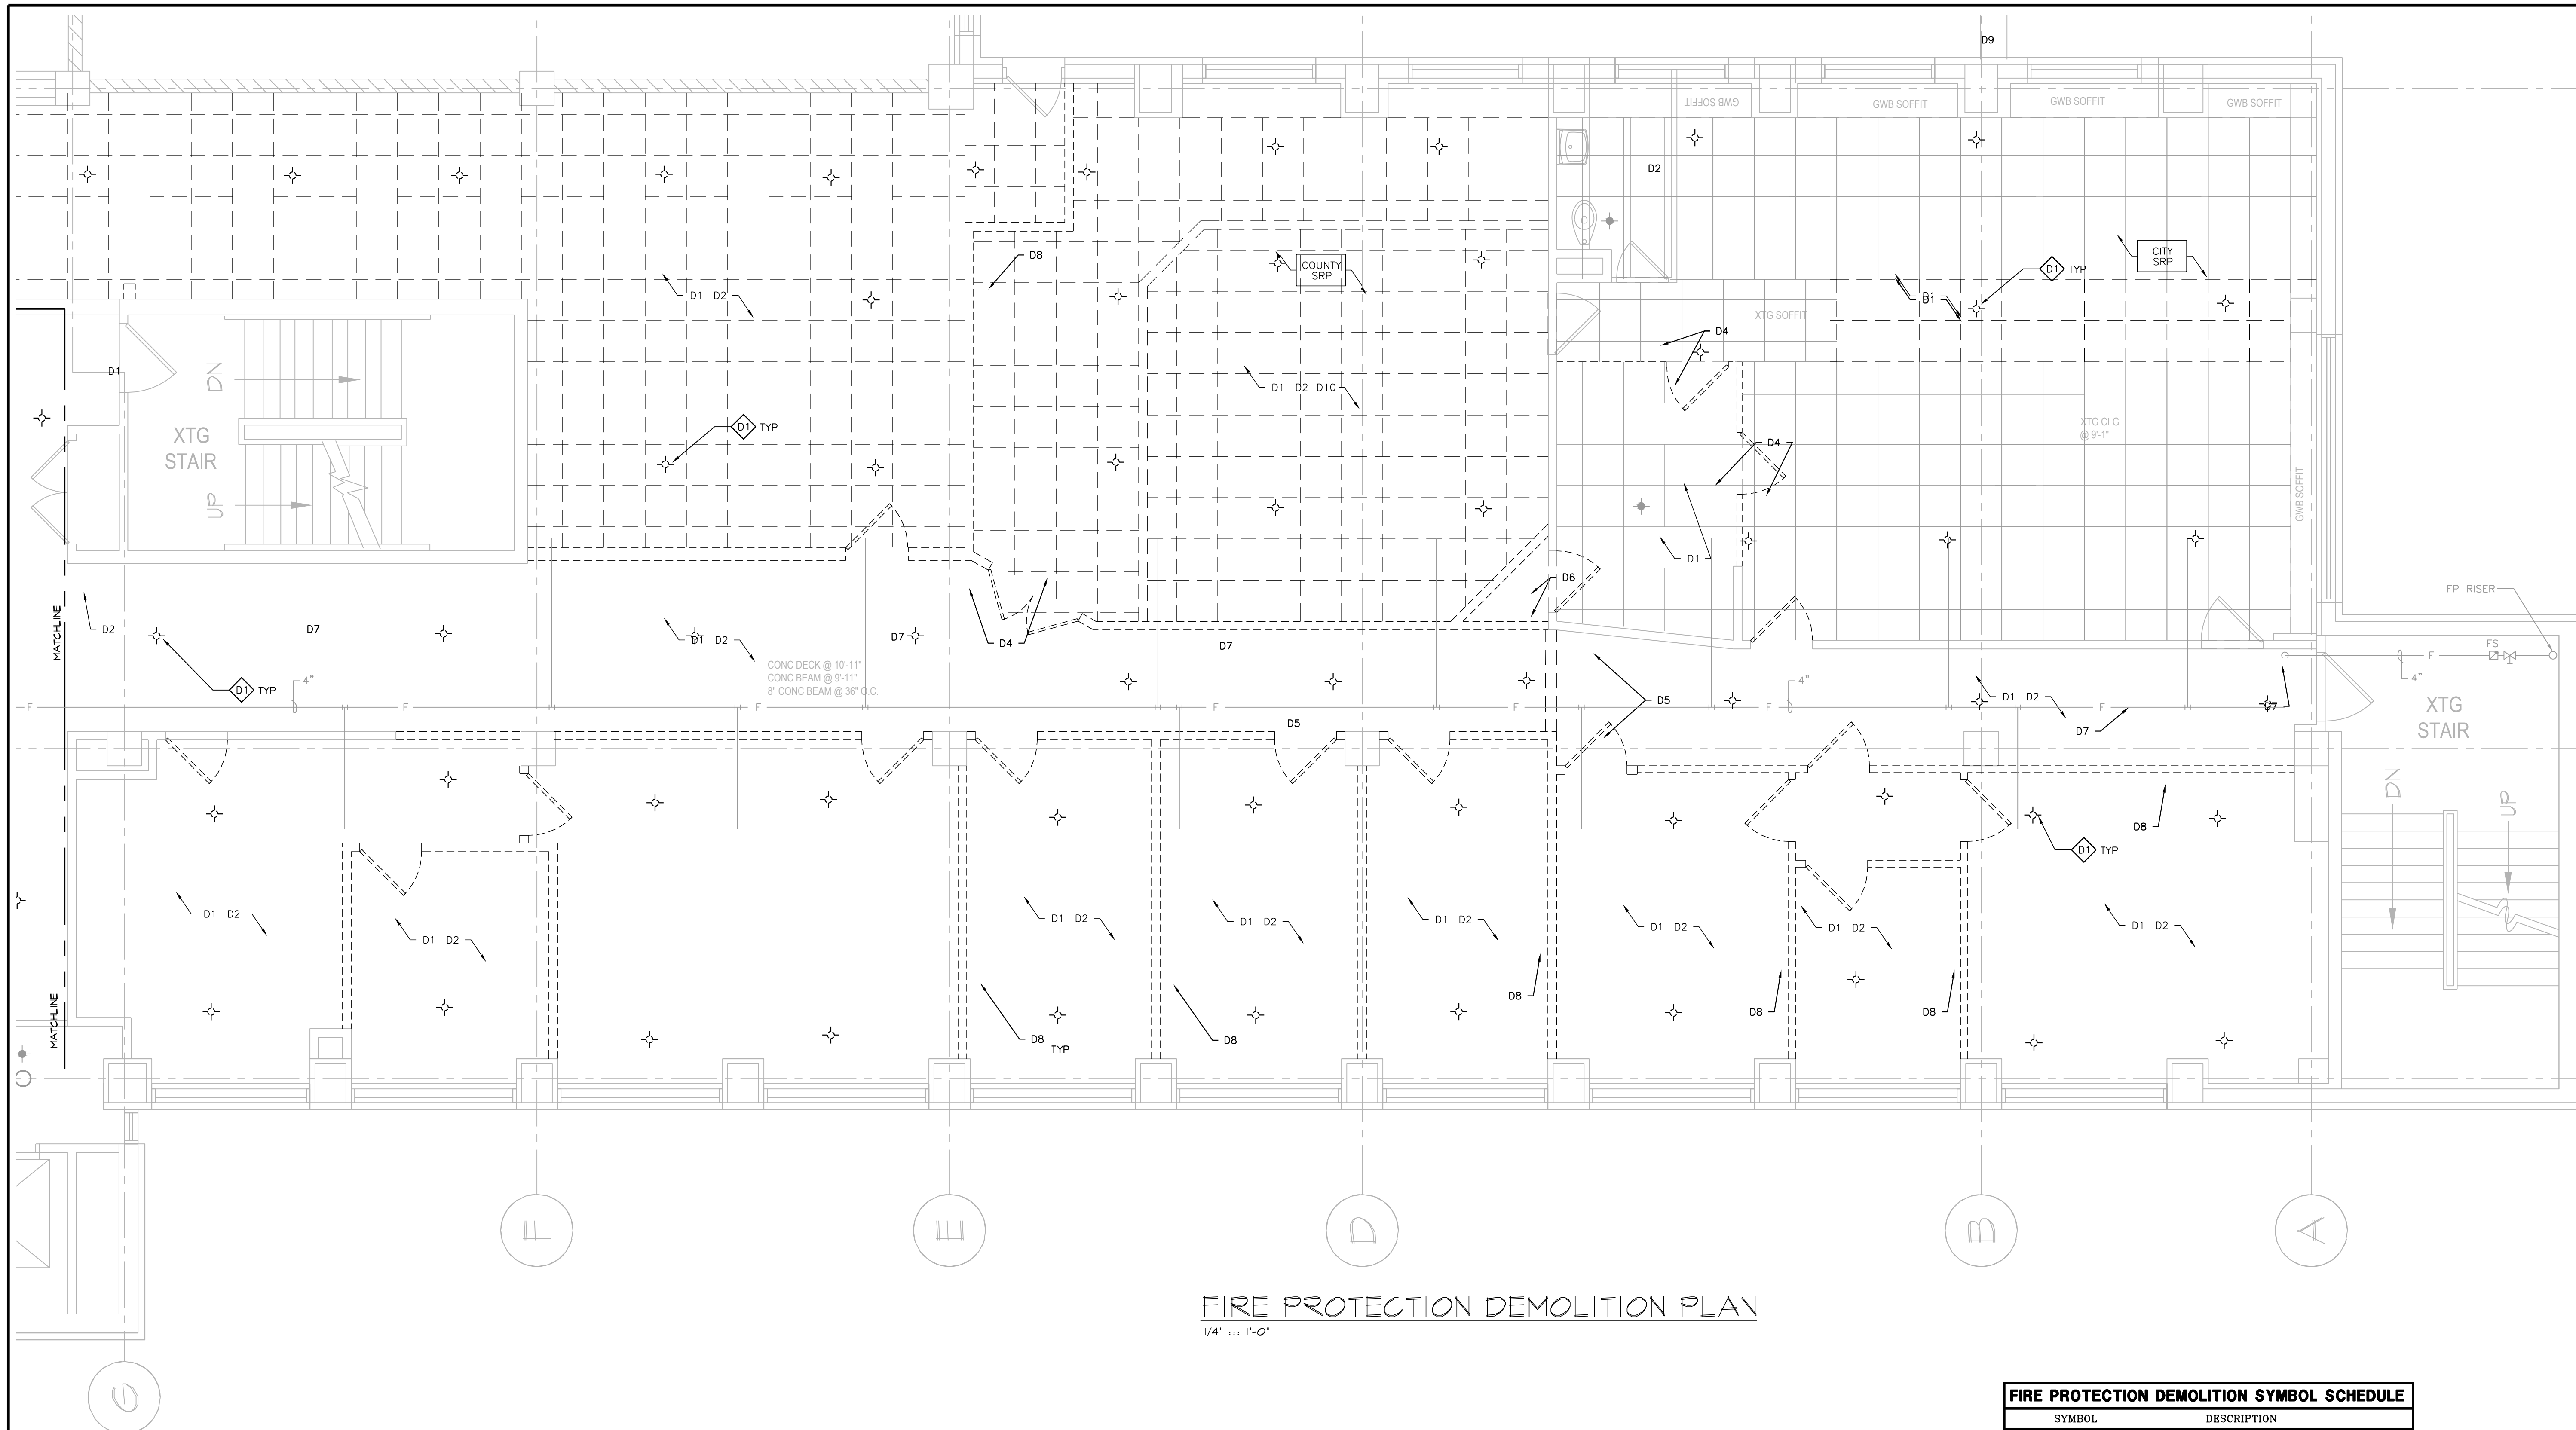 D9
GWB SOFFIT
GWB SOFFIT
GWB SOFFIT
GWB SOFFIT
D2
D8
COUNTY
SRP
CITY
SRP
D1 TYP
D1 D2
D1
D1
XTG SOFFIT
D4
D1
DN
D1 D2 D10
XTG
STAIR
D1 TYP
XTG CLG
@ 9'-1"
D4
UP
GWB SOFFIT
D1
D6
FP RISER
MATCHLINE
D2
D7
D1 D2
D7
D4
D7
FS
F
4"
CONC DECK @ 10'-11"
CONC BEAM @ 9'-11"
8" CONC BEAM @ 36" O.C.
D1 TYP
4"
4"
D5
D1 D2
D7
XTG
STAIR
F
F
F
F
F
F
F
D5
D7
DN
UP
D8
D1 TYP
D1 D2
D1 D2
D1 D2
D1 D2
D1 D2
D1 D2
D1 D2
D1 D2
D8
D8
D8
MATCHLINE
D8
TYP
D8
F
E
D
B
A
G
FIRE PROTECTION DEMOLITION PLAN
1/4" ::: 1'-0"
FIRE PROTECTION DEMOLITION SYMBOL SCHEDULE
SYMBOL DESCRIPTION